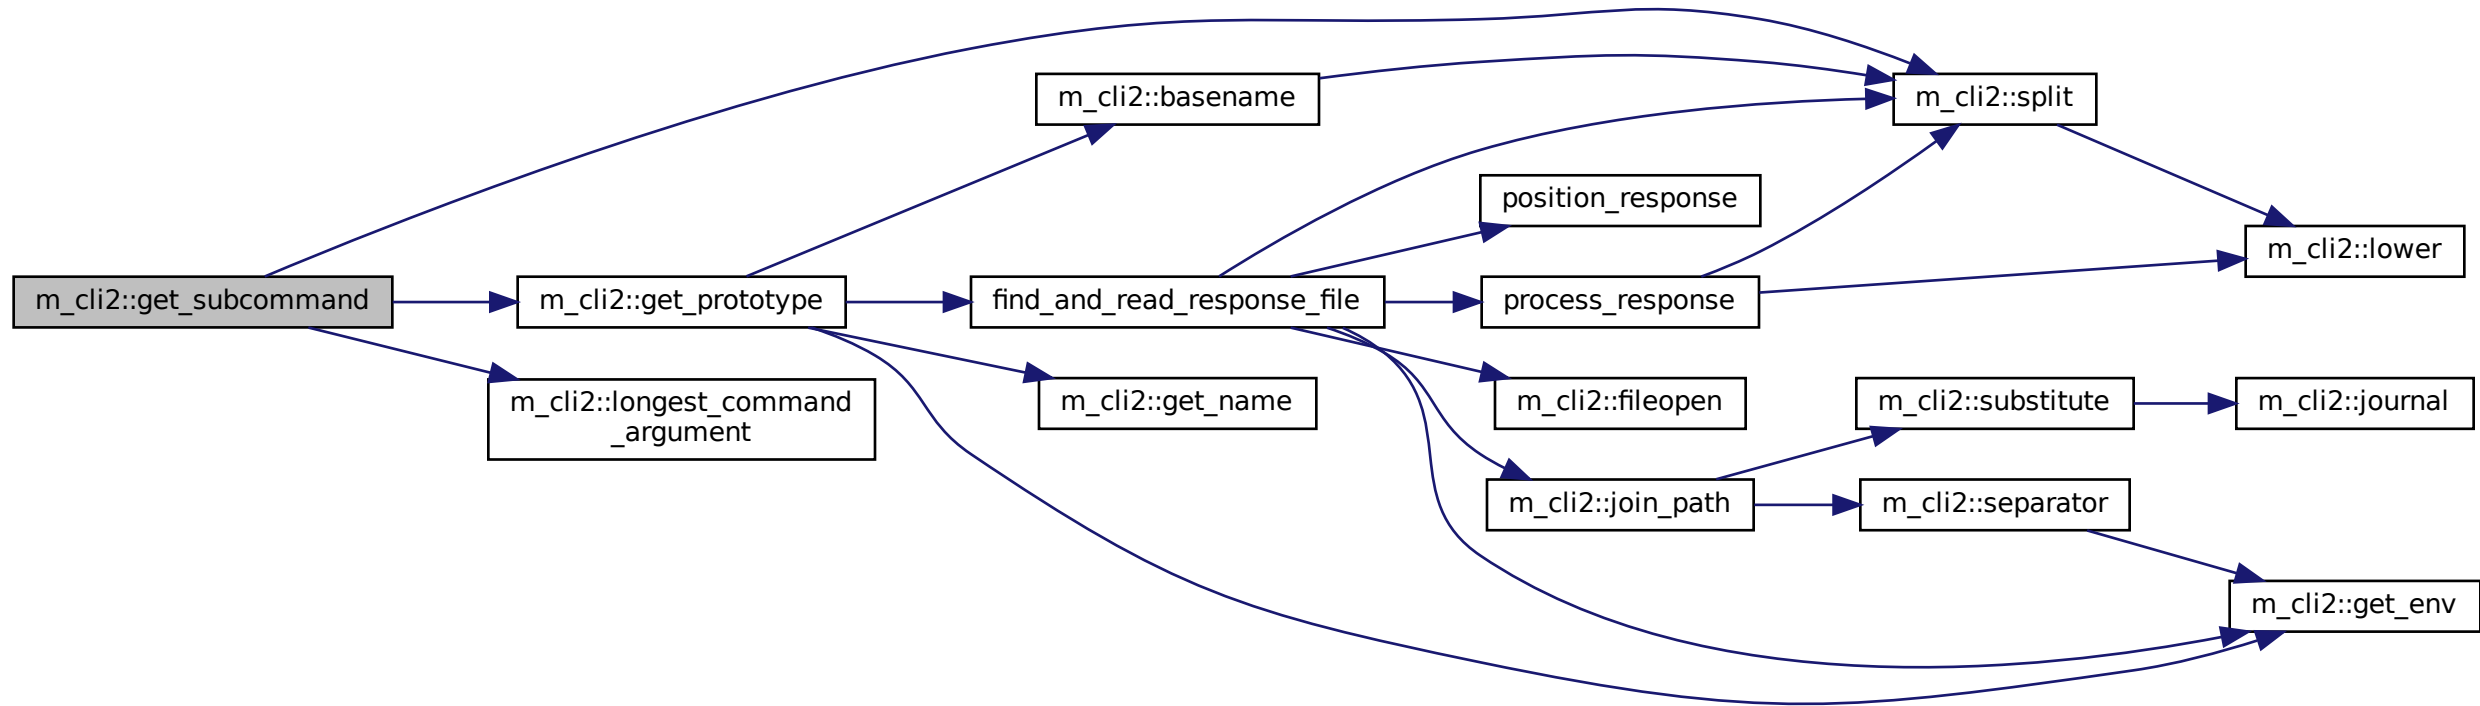 m_cli2::basename
m_cli2::split
position_response
m_cli2::lower
m_cli2::get_subcommand
m_cli2::get_prototype
find_and_read_response_file
process_response
m_cli2::longest_command
_argument
m_cli2::get_name
m_cli2::fileopen
m_cli2::substitute
m_cli2::journal
m_cli2::join_path
m_cli2::separator
m_cli2::get_env